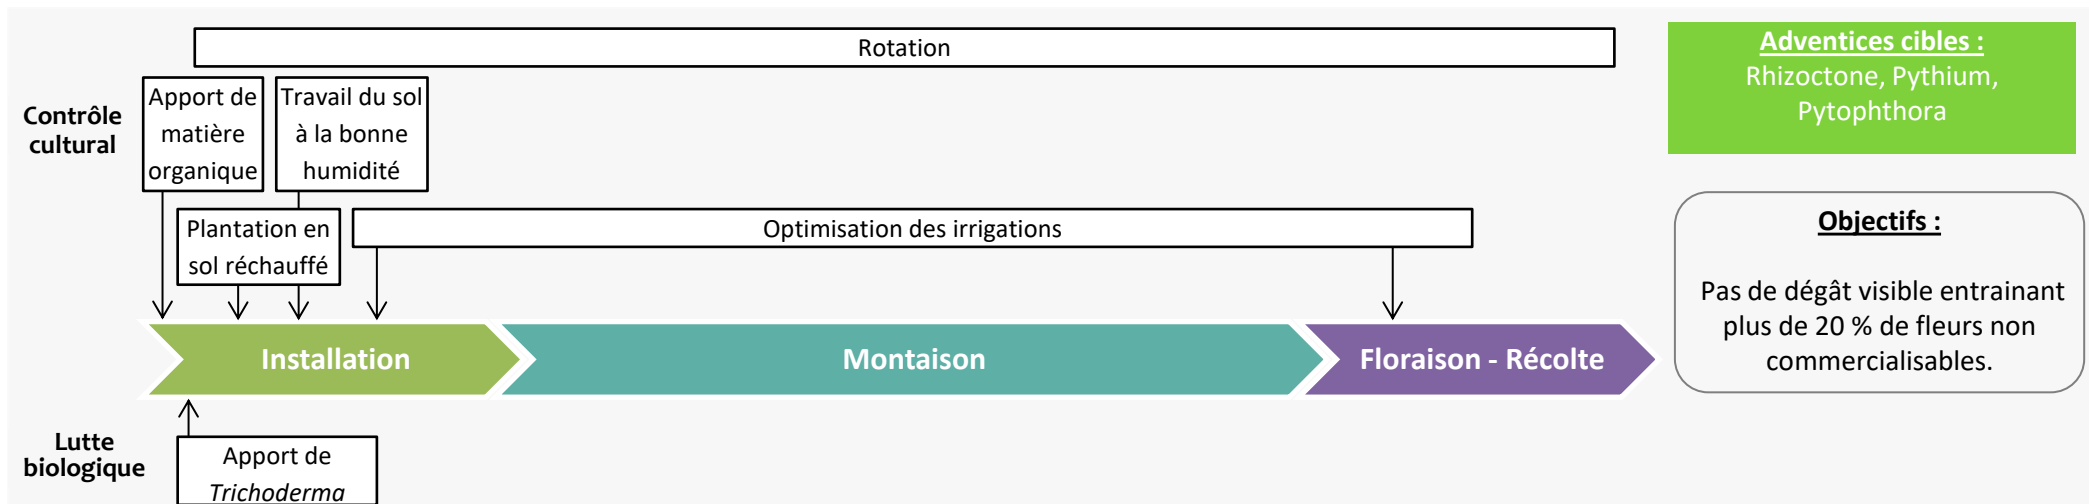 Rotation
Contrôle
cultural
Apport de
matière
organique
Travail du sol
à la bonne
humidité
Plantation en
sol réchauffé
Optimisation des irrigations
Installation
Montaison
Floraison - Récolte
Lutte
biologique
Apport de
Trichoderma
Adventices cibles :
Rhizoctone, Pythium,
Pytophthora
Objectifs :
Pas de dégât visible entrainant
plus de 20 % de fleurs non
commercialisables.